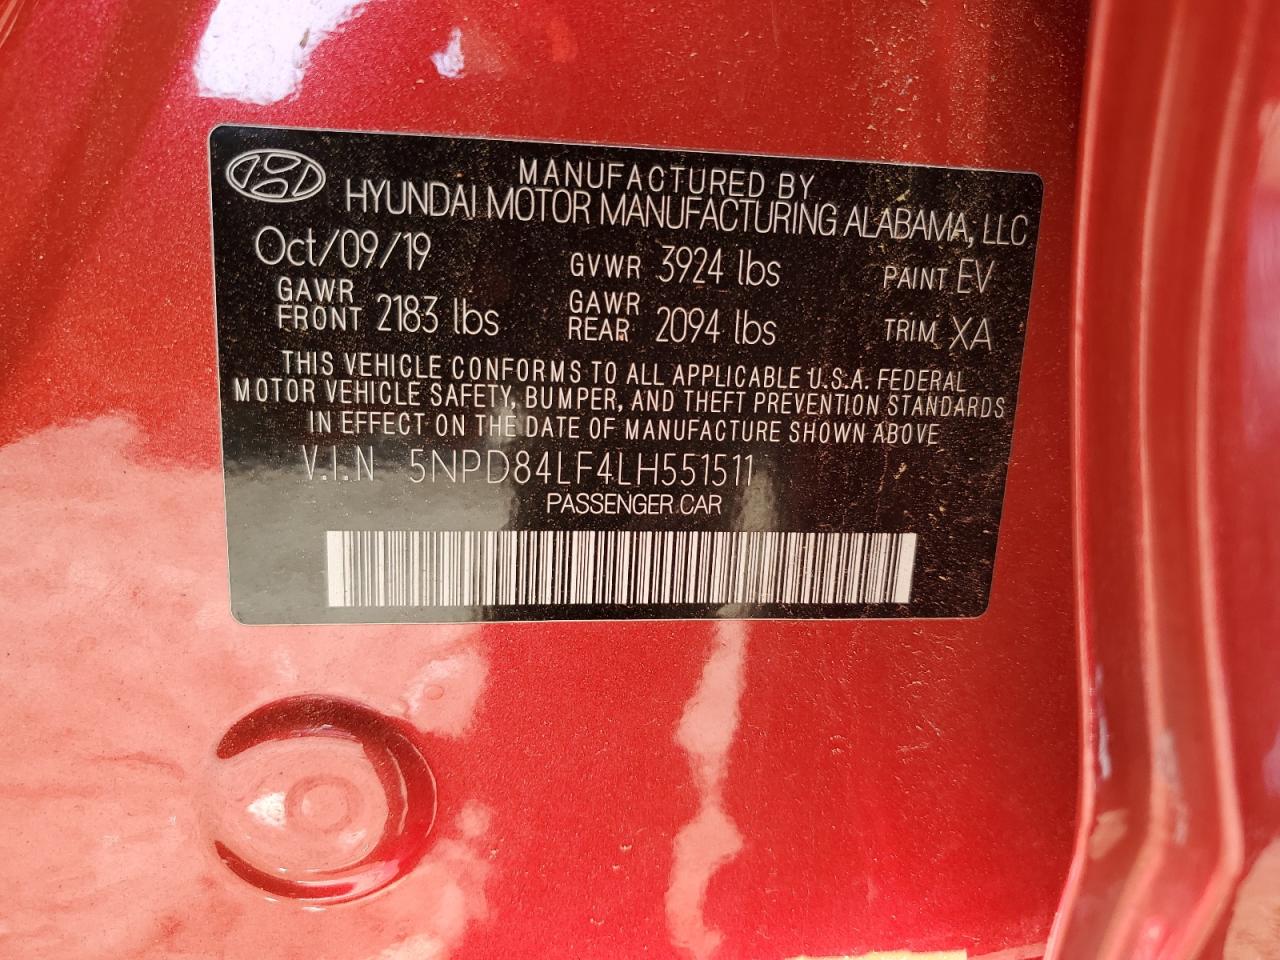 MANUFACTURED BY
HYUNDAI MOTOR MANUFACTURING ALABAMA, LLC
Oct/09/19 GVWR 3924 lbs PAINT EV
GAWR FRONT 2183 lbs GAWR REAR 2094 lbs TRIM XA
THIS VEHICLE CONFORMS TO ALL APPLICABLE U.S.A. FEDERAL
MOTOR VEHICLE SAFETY, BUMPER, AND THEFT PREVENTION STANDARDS
IN EFFECT ON THE DATE OF MANUFACTURE SHOWN ABOVE
V.I.N 5NPD84LF4LH551511
PASSENGER CAR